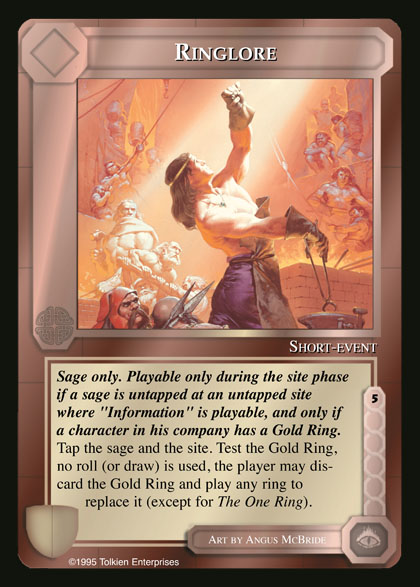 Ringlore
Short-event
Sage only. Playable only during the site phase
if a sage is untapped at an untapped site
where "Information" is playable, and only if
a character in his company has a Gold Ring.
Tap the sage and the site. Test the Gold Ring,
no roll (or draw) is used, the player may dis-
card the Gold Ring and play any ring to
replace it (except for The One Ring).
5
Art by Angus McBride
©1995 Tolkien Enterprises